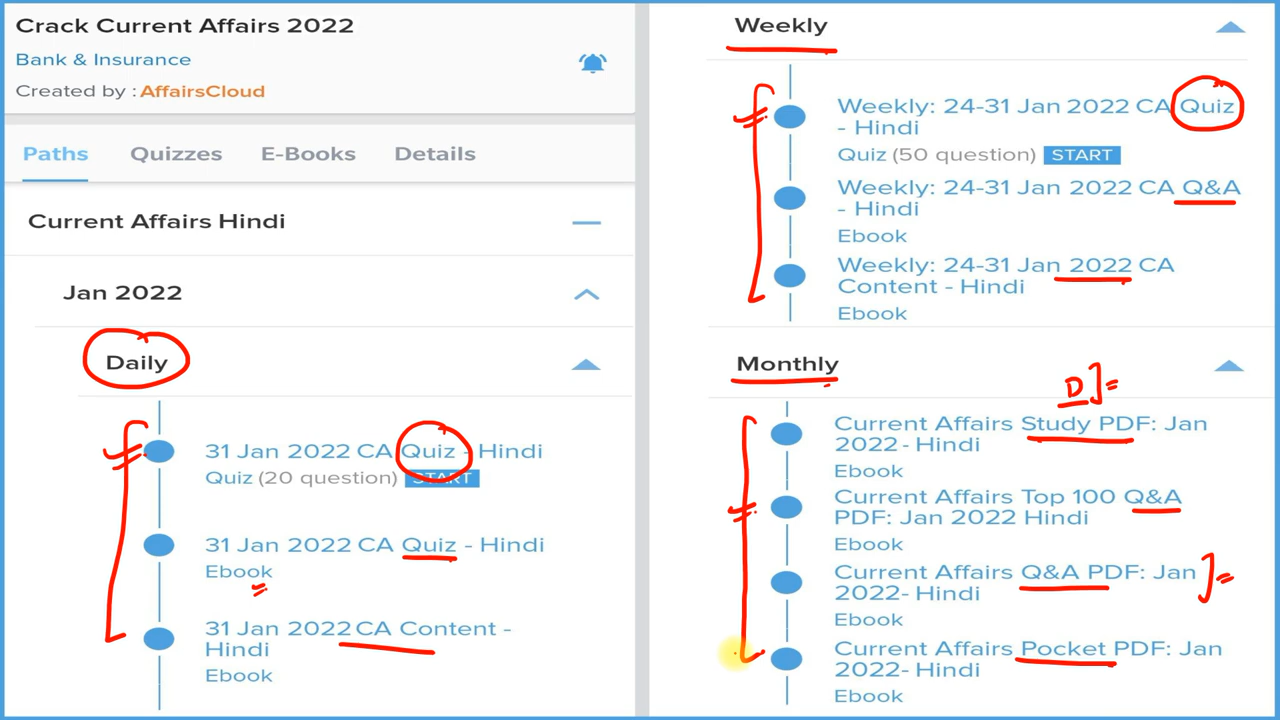 Crack Current Affairs 2022
Bank & Insurance
Created by : AffairsCloud
Paths Quizzes E-Books Details
Current Affairs Hindi
Jan 2022
Daily
31 Jan 2022 CA Quiz - Hindi
Quiz (20 question) START
31 Jan 2022 CA Quiz - Hindi
Ebook
31 Jan 2022 CA Content -
Hindi
Ebook
Weekly
Weekly: 24-31 Jan 2022 CA Quiz
- Hindi
Quiz (50 question) START
Weekly: 24-31 Jan 2022 CA Q&A
- Hindi
Ebook
Weekly: 24-31 Jan 2022 CA
Content - Hindi
Ebook
Monthly
D
Current Affairs Study PDF: Jan
2022- Hindi
Ebook
Current Affairs Top 100 Q&A
PDF: Jan 2022 Hindi
Ebook
Current Affairs Q&A PDF: Jan
2022- Hindi
Ebook
Current Affairs Pocket PDF: Jan
2022- Hindi
Ebook